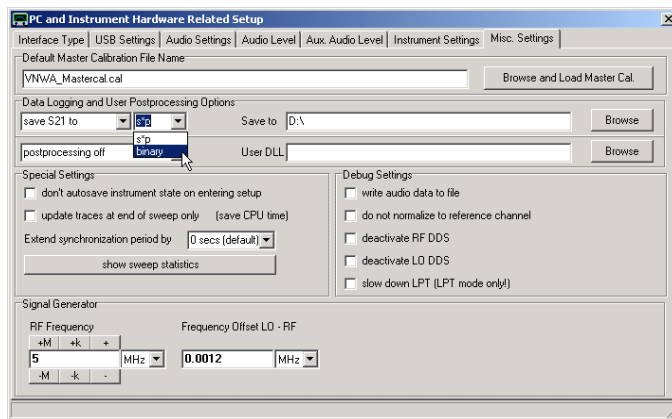 PC and Instrument Hardware Related Setup
Interface Type USB Settings Audio Settings Audio Level Aux. Audio Level Instrument Settings Misc. Settings
Default Master Calibration File Name
VNWA_Mastercal.cal Browse and Load Master Cal.
Data Logging and User Postprocessing Options
save S21 to s*p Save to D:\ Browse
s*p
binary
postprocessing off User DLL Browse
Special Settings Debug Settings
don't autosave instrument state on entering setup write audio data to file
update traces at end of sweep only (save CPU time) do not normalize to reference channel
Extend synchronization period by 0 secs (default) deactivate RF DDS
show sweep statistics deactivate LO DDS
slow down LPT (LPT mode only!)
Signal Generator
RF Frequency Frequency Offset LO - RF
+M +k +
5 MHz 0.0012 MHz
-M -k -